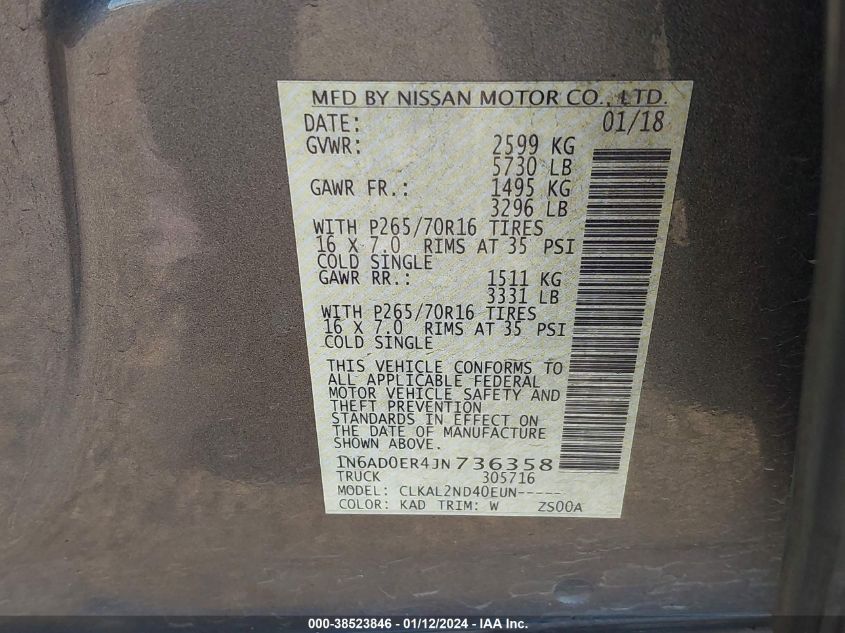 MFD BY NISSAN MOTOR CO., LTD.
DATE: 01/18
GVWR: 2599 KG
5730 LB
GAWR FR.: 1495 KG
3296 LB
WITH P265/70R16 TIRES
16 X 7.0 RIMS AT 35 PSI
COLD SINGLE
GAWR RR.: 1511 KG
3331 LB
WITH P265/70R16 TIRES
16 X 7.0 RIMS AT 35 PSI
COLD SINGLE
THIS VEHICLE CONFORMS TO
ALL APPLICABLE FEDERAL
MOTOR VEHICLE SAFETY AND
THEFT PREVENTION
STANDARDS IN EFFECT ON
THE DATE OF MANUFACTURE
SHOWN ABOVE.
1N6AD0ER4JN736358
TRUCK 305716
MODEL: CLKAL2ND40EUN-----
COLOR: KAD TRIM: W ZS00A
000-38523846 - 01/12/2024 - IAA Inc.